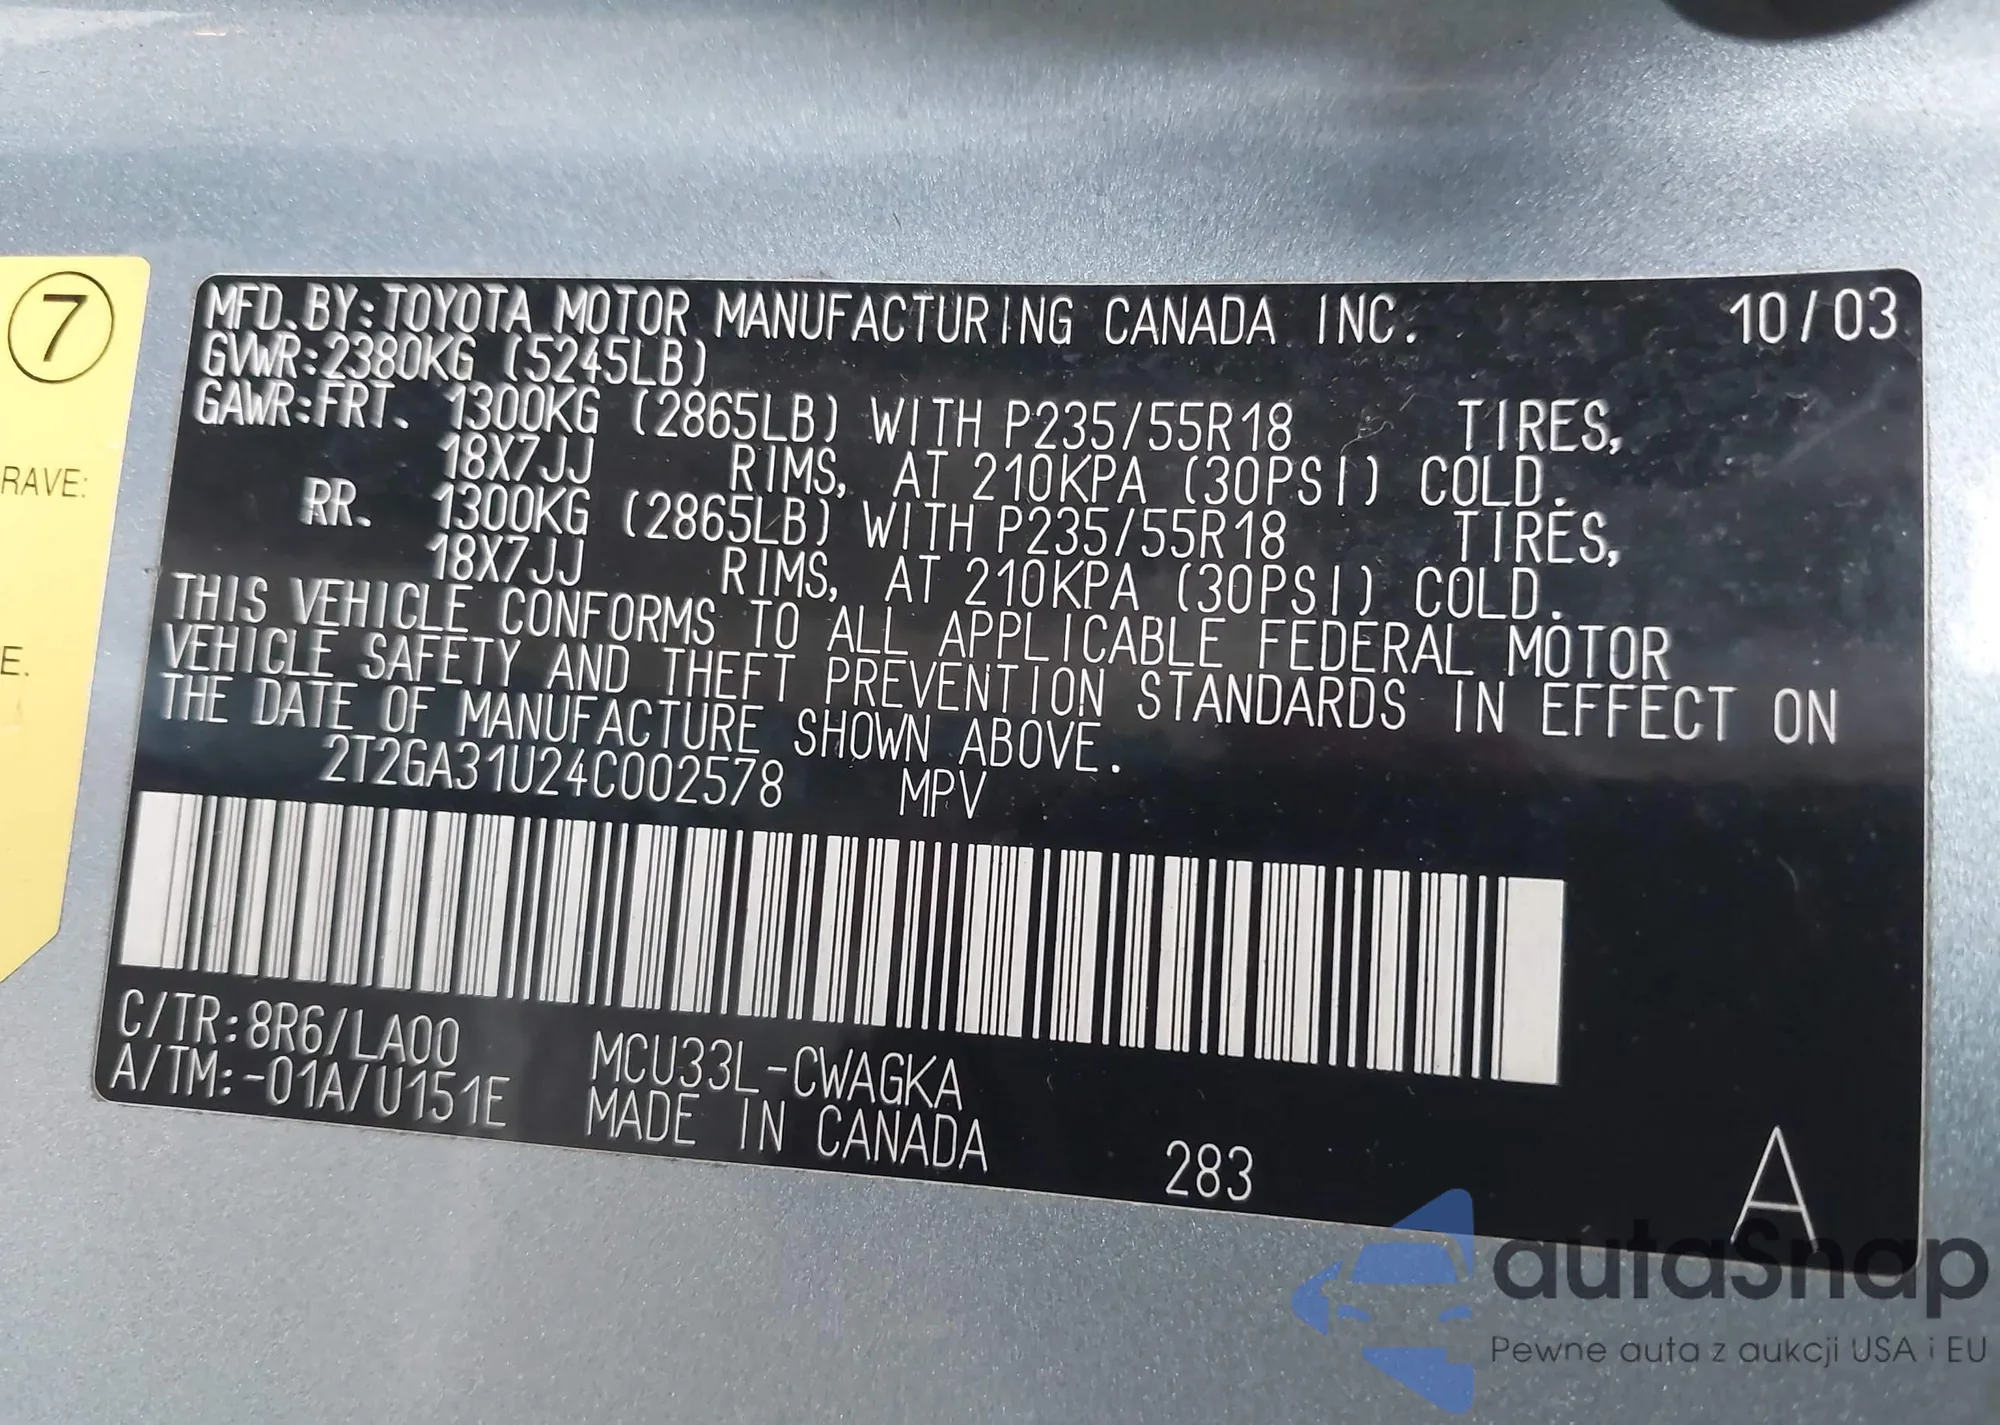 7
RAVE:
E.
MFD. BY: TOYOTA MOTOR MANUFACTURING CANADA INC. 10/03
GVWR: 2380KG (5245LB)
GAWR: FRT. 1300KG (2865LB) WITH P235/55R18 TIRES,
18X7JJ RIMS, AT 210KPA (30PSI) COLD.
RR. 1300KG (2865LB) WITH P235/55R18 TIRES,
18X7JJ RIMS, AT 210KPA (30PSI) COLD.
THIS VEHICLE CONFORMS TO ALL APPLICABLE FEDERAL MOTOR
VEHICLE SAFETY AND THEFT PREVENTION STANDARDS IN EFFECT ON
THE DATE OF MANUFACTURE SHOWN ABOVE.
2T2GA31U24C002578 MPV
C/TR: 8R6/LA00 MCU33L-CWAGKA
A/TM: -01A/U151E MADE IN CANADA 283 A
autaSnap
Pewne auta z aukcji USA i EU